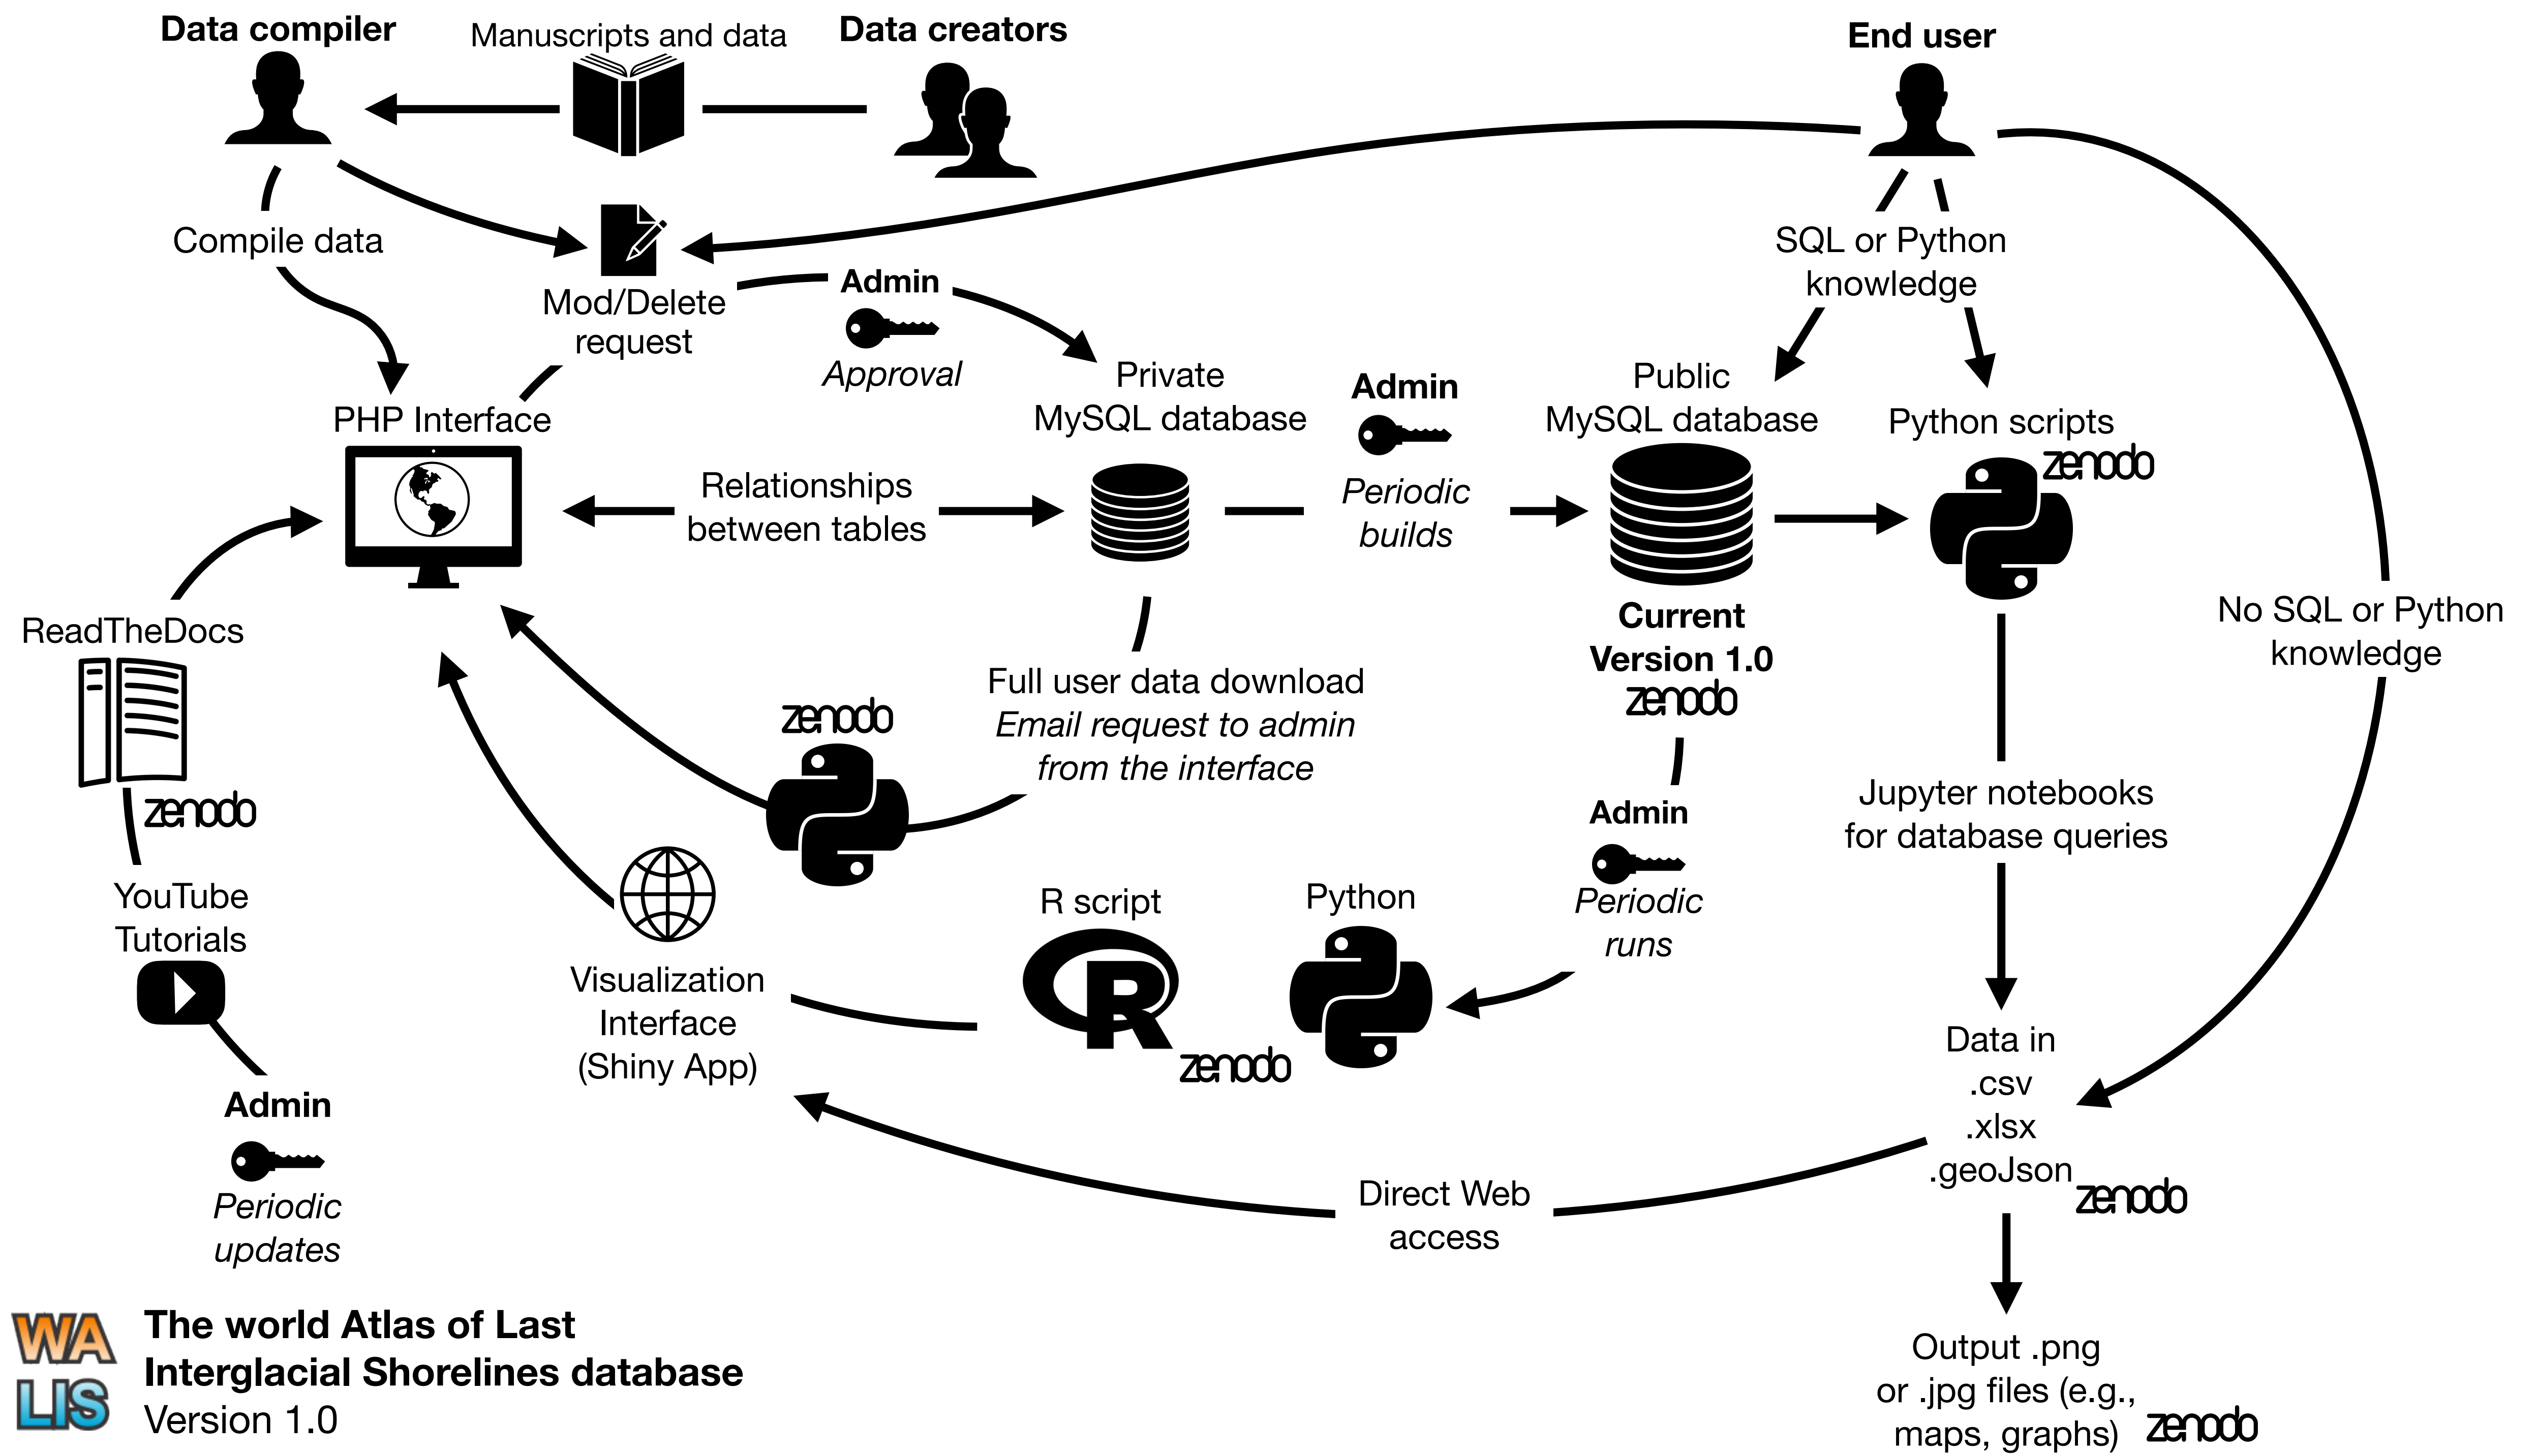 Data compiler
Manuscripts and data
Data creators
End user
Compile data
Mod/Delete
request
Admin
Approval
SQL or Python
knowledge
PHP Interface
Relationships
between tables
Private
MySQL database
Admin
Periodic
builds
Public
MySQL database
Current
Version 1.0
zenodo
Python scripts
zenodo
No SQL or Python
knowledge
ReadTheDocs
zenodo
YouTube
Tutorials
Admin
Periodic
updates
zenodo
Full user data download
Email request to admin
from the interface
Visualization
Interface
(Shiny App)
R script
R
zenodo
Python
Admin
Periodic
runs
Jupyter notebooks
for database queries
Data in
.csv
.xlsx
.geoJson
zenodo
Direct Web
access
Output .png
or .jpg files (e.g.,
maps, graphs)
zenodo
WA
LIS
The world Atlas of Last
Interglacial Shorelines database
Version 1.0